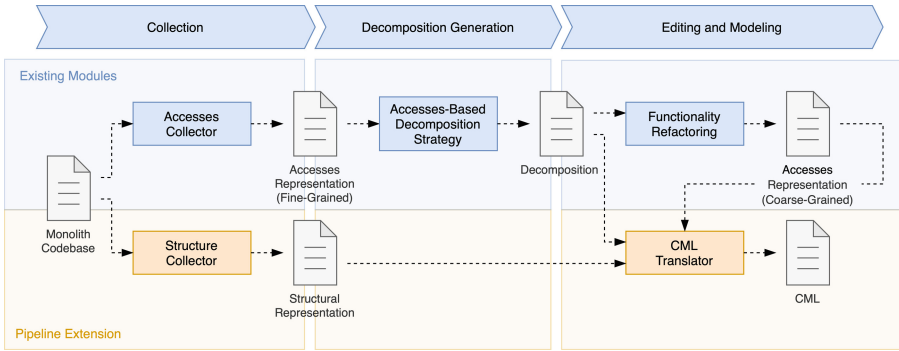 Collection
Decomposition Generation
Editing and Modeling
Existing Modules
Accesses
Collector
Accesses
Representation
(Fine-Grained)
Accesses-Based
Decomposition
Strategy
Decomposition
Functionality
Refactoring
Accesses
Representation
(Coarse-Grained)
Monolith
Codebase
Structure
Collector
Structural
Representation
CML
Translator
CML
Pipeline Extension